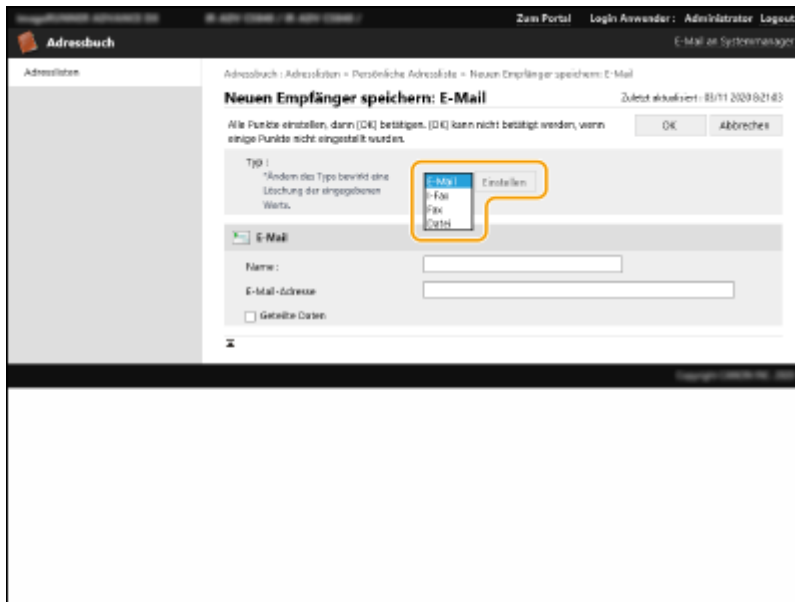 Zum Portal Login Anwender: Administrator Logout
Adressbuch
E-Mail an Systemmanager
Adresslisten
Adressbuch : Adresslisten > Persönliche Adressliste > Neuen Empfänger speichern: E-Mail
Neuen Empfänger speichern: E-Mail
Zuletzt aktualisiert : 03/11 2020
Alle Punkte einstellen, dann [OK] betätigen. [OK] kann nicht betätigt werden, wenn
einige Punkte nicht eingestellt wurden.
OK Abbrechen
Typ :
*Ändern des Typs bewirkt eine
Löschung der eingegebenen
Werte.
E-Mail
I-Fax
Fax
Datei
Einstellen
E-Mail
Name :
E-Mail-Adresse
Geteilte Daten